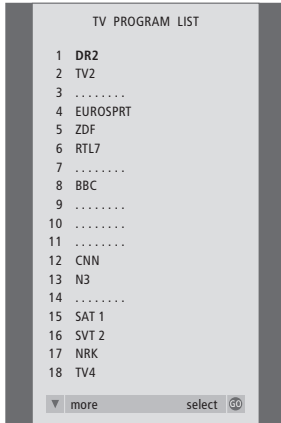 TV PROGRAM LIST
1 DR2
2 TV2
3 . . . . . . . .
4 EUROSPRT
5 ZDF
6 RTL7
7 . . . . . . . .
8 BBC
9 . . . . . . . .
10 . . . . . . . .
11 . . . . . . . .
12 CNN
13 N3
14 . . . . . . . .
15 SAT 1
16 SVT 2
17 NRK
18 TV4
▼ more select GO